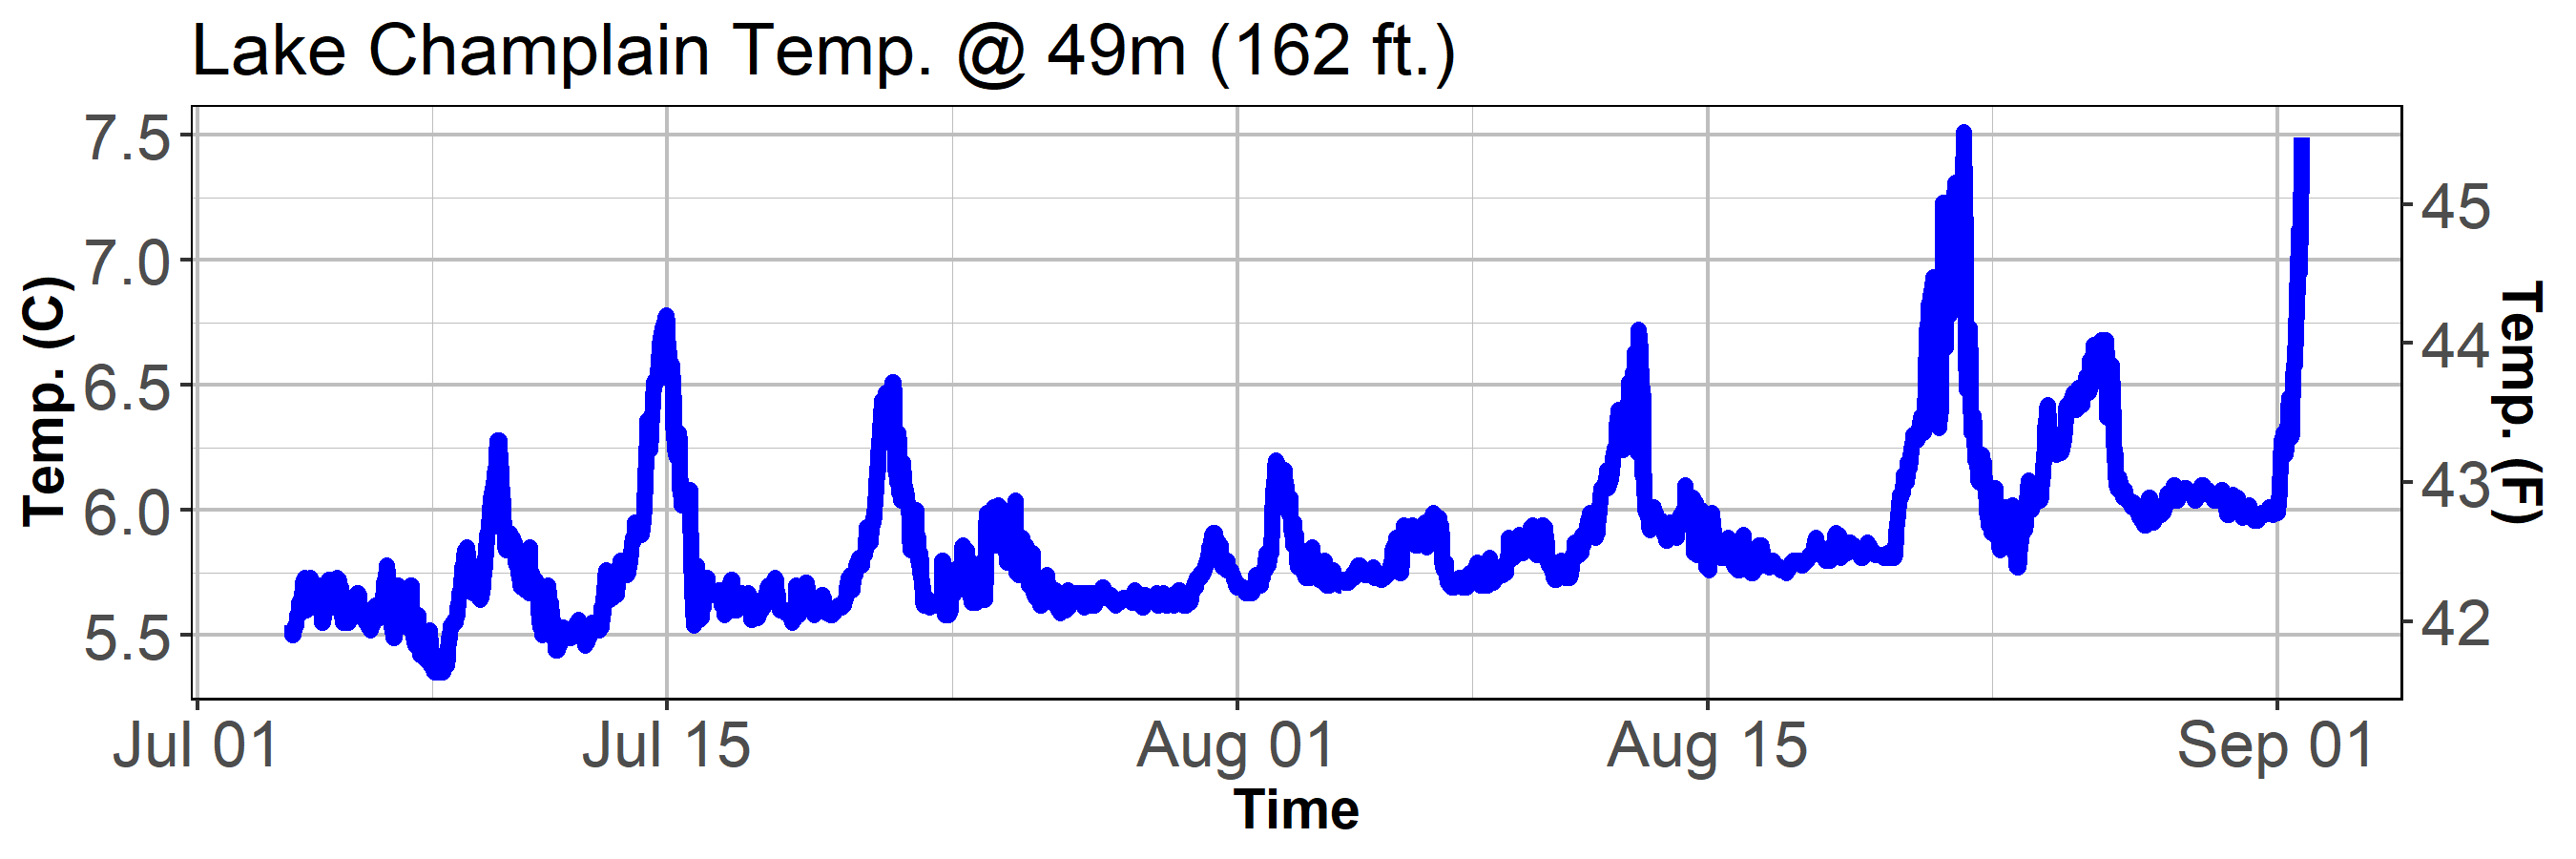 Lake Champlain Temp. @ 49m (162 ft.)
Temp. (C)
7.5
7.0
6.5
6.0
5.5
45
44
43
42
Temp. (F)
Jul 01 Jul 15 Aug 01 Aug 15 Sep 01
Time